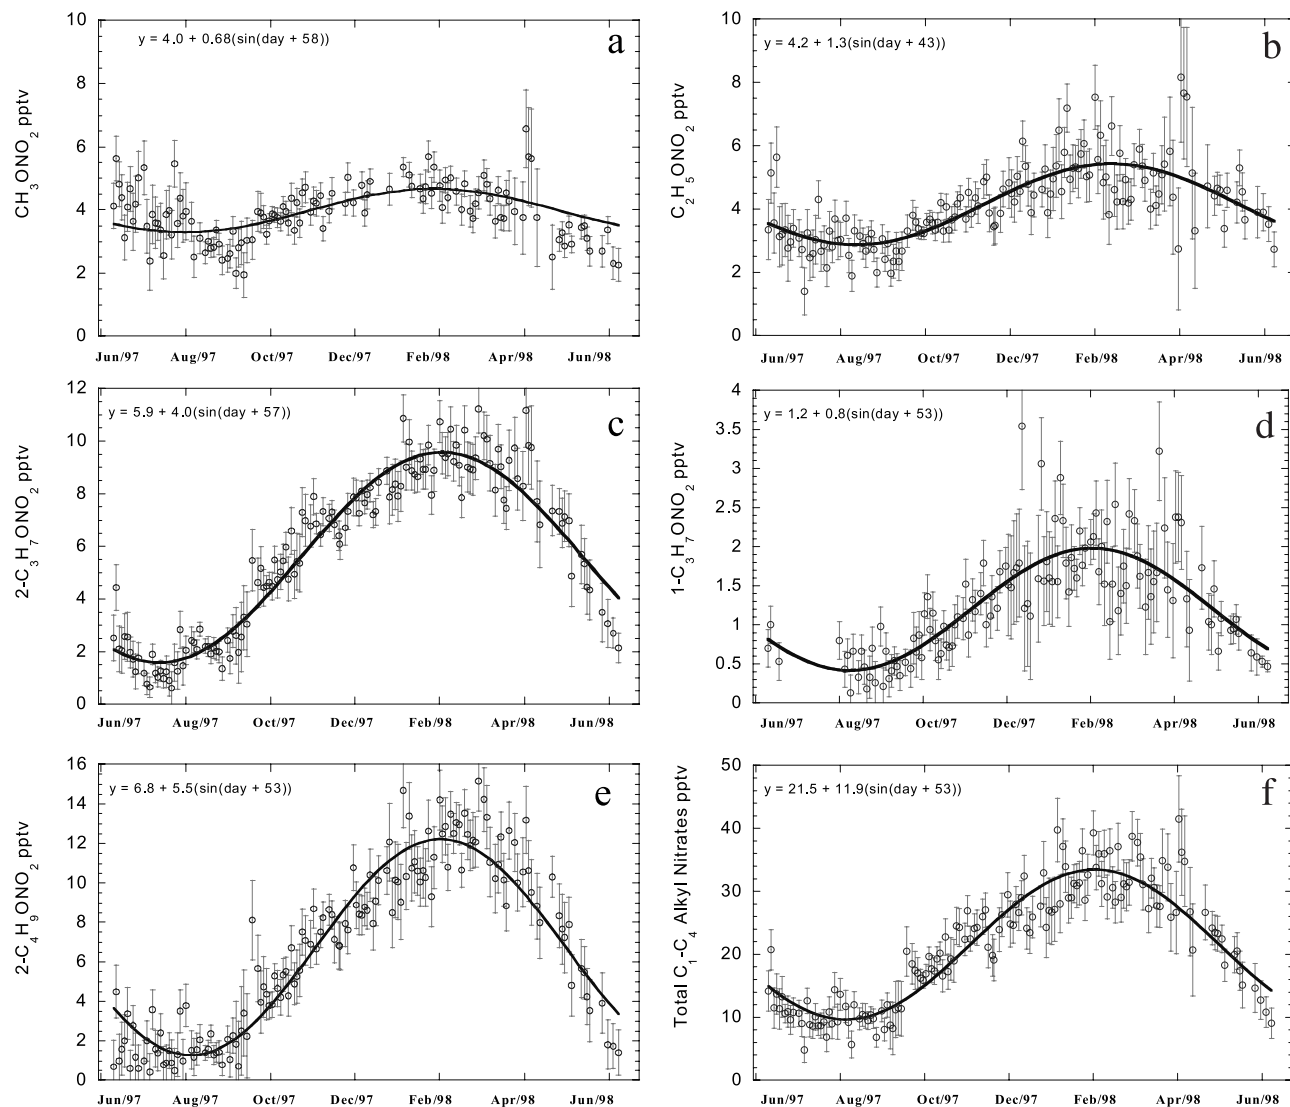 a
y = 4.0 + 0.68(sin(day + 58))
CH3ONO2 pptv
10
8
6
4
2
0
Jun/97 Aug/97 Oct/97 Dec/97 Feb/98 Apr/98 Jun/98
b
y = 4.2 + 1.3(sin(day + 43))
C2H5ONO2 pptv
10
8
6
4
2
0
Jun/97 Aug/97 Oct/97 Dec/97 Feb/98 Apr/98 Jun/98
c
y = 5.9 + 4.0(sin(day + 57))
2-C3H7ONO2 pptv
12
10
8
6
4
2
0
Jun/97 Aug/97 Oct/97 Dec/97 Feb/98 Apr/98 Jun/98
d
y = 1.2 + 0.8(sin(day + 53))
1-C3H7ONO2 pptv
4
3.5
3
2.5
2
1.5
1
0.5
0
Jun/97 Aug/97 Oct/97 Dec/97 Feb/98 Apr/98 Jun/98
e
y = 6.8 + 5.5(sin(day + 53))
2-C4H9ONO2 pptv
16
14
12
10
8
6
4
2
0
Jun/97 Aug/97 Oct/97 Dec/97 Feb/98 Apr/98 Jun/98
f
y = 21.5 + 11.9(sin(day + 53))
Total C1-C4 Alkyl Nitrates pptv
50
40
30
20
10
0
Jun/97 Aug/97 Oct/97 Dec/97 Feb/98 Apr/98 Jun/98